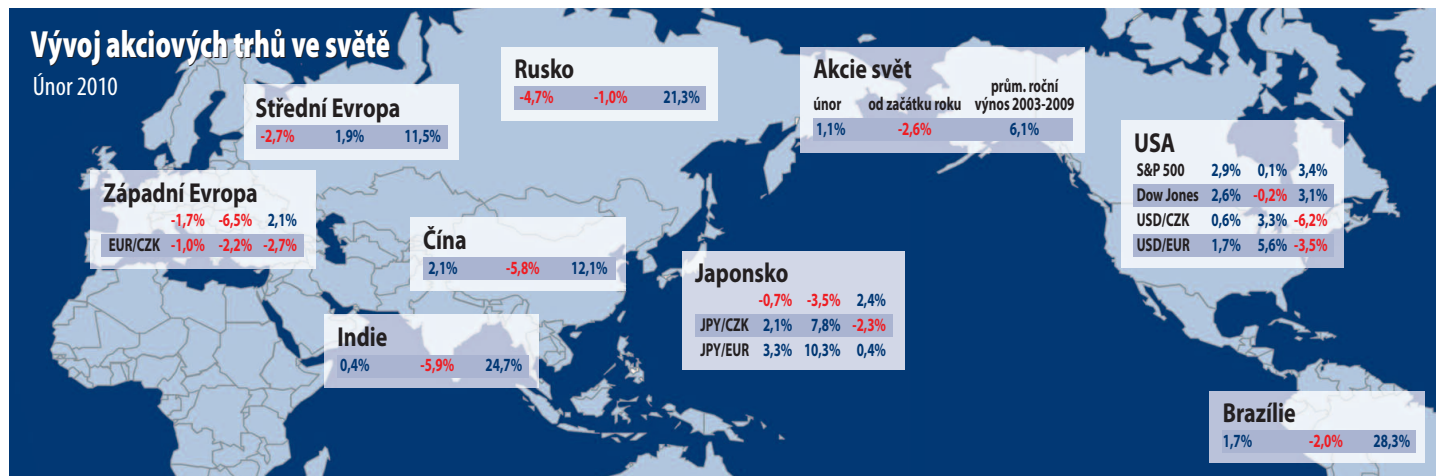 Vývoj akciových trhů ve světě
Únor 2010
Střední Evropa
-2,7% 1,9% 11,5%
Rusko
-4,7% -1,0% 21,3%
Akcie svět
prům. roční
únor od začátku roku výnos 2003-2009
1,1% -2,6% 6,1%
USA
S&P 500 2,9% 0,1% 3,4%
Dow Jones 2,6% -0,2% 3,1%
USD/CZK 0,6% 3,3% -6,2%
USD/EUR 1,7% 5,6% -3,5%
Západní Evropa
-1,7% -6,5% 2,1%
EUR/CZK -1,0% -2,2% -2,7%
Čína
2,1% -5,8% 12,1%
Japonsko
-0,7% -3,5% 2,4%
JPY/CZK 2,1% 7,8% -2,3%
JPY/EUR 3,3% 10,3% 0,4%
Indie
0,4% -5,9% 24,7%
Brazílie
1,7% -2,0% 28,3%